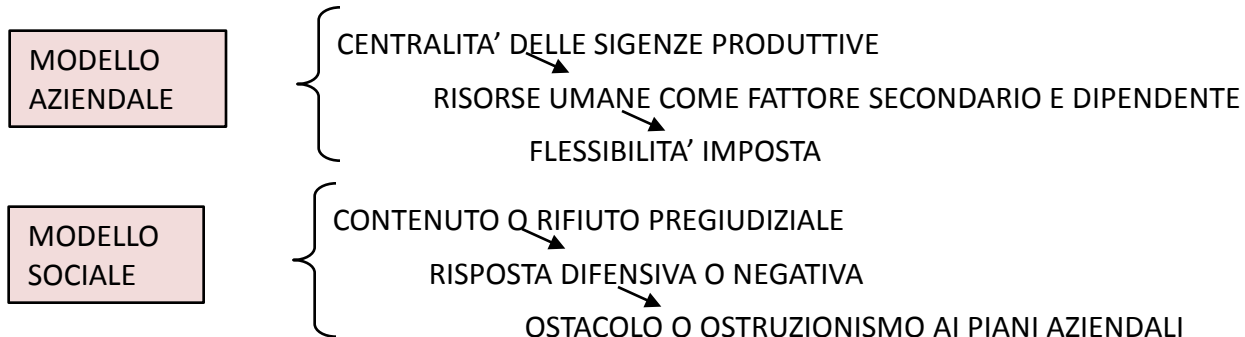 MODELLO
AZIENDALE
CENTRALITA’ DELLE SIGENZE PRODUTTIVE
RISORSE UMANE COME FATTORE SECONDARIO E DIPENDENTE
FLESSIBILITA’ IMPOSTA
MODELLO
SOCIALE
CONTENUTO O RIFIUTO PREGIUDIZIALE
RISPOSTA DIFENSIVA O NEGATIVA
OSTACOLO O OSTRUZIONISMO AI PIANI AZIENDALI